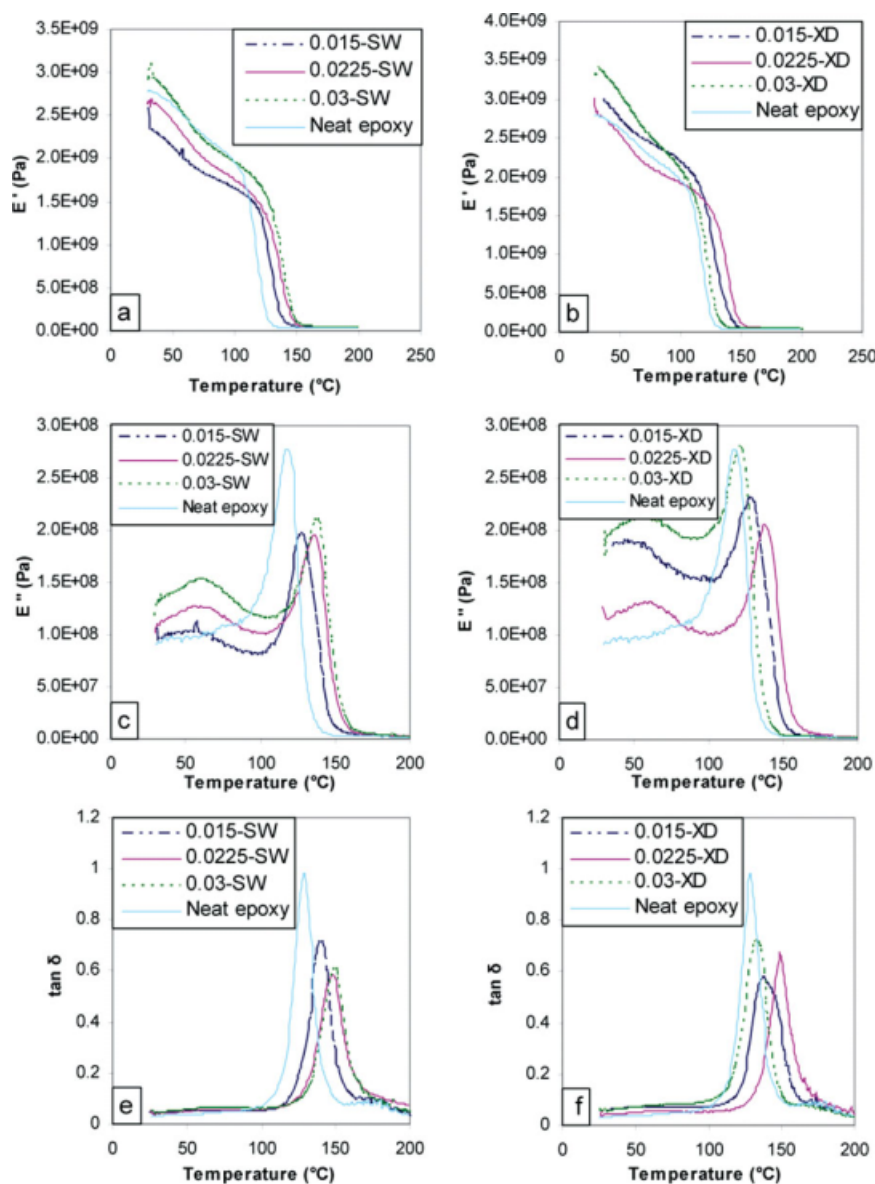 0.015-SW
0.0225-SW
0.03-SW
Neat epoxy
3.5E+09
3.0E+09
2.5E+09
2.0E+09
1.5E+09
1.0E+09
5.0E+08
0.0E+00
E' (Pa)
a
0 50 100 150 200 250
Temperature (°C)
0.015-XD
0.0225-XD
0.03-XD
Neat epoxy
4.0E+09
3.5E+09
3.0E+09
2.5E+09
2.0E+09
1.5E+09
1.0E+09
5.0E+08
0.0E+00
E' (Pa)
b
0 50 100 150 200 250
Temperature (°C)
0.015-SW
0.0225-SW
0.03-SW
Neat epoxy
3.0E+08
2.5E+08
2.0E+08
1.5E+08
1.0E+08
5.0E+07
0.0E+00
E" (Pa)
c
0 50 100 150 200
Temperature (°C)
0.015-XD
0.0225-XD
0.03-XD
Neat epoxy
3.0E+08
2.5E+08
2.0E+08
1.5E+08
1.0E+08
5.0E+07
0.0E+00
E" (Pa)
d
0 50 100 150 200
Temperature (°C)
0.015-SW
0.0225-SW
0.03-SW
Neat epoxy
1.2
1
0.8
0.6
0.4
0.2
0
tan δ
e
0 50 100 150 200
Temperature (°C)
0.015-XD
0.0225-XD
0.03-XD
Neat epoxy
1.2
1
0.8
0.6
0.4
0.2
0
tan δ
f
0 50 100 150 200
Temperature (°C)